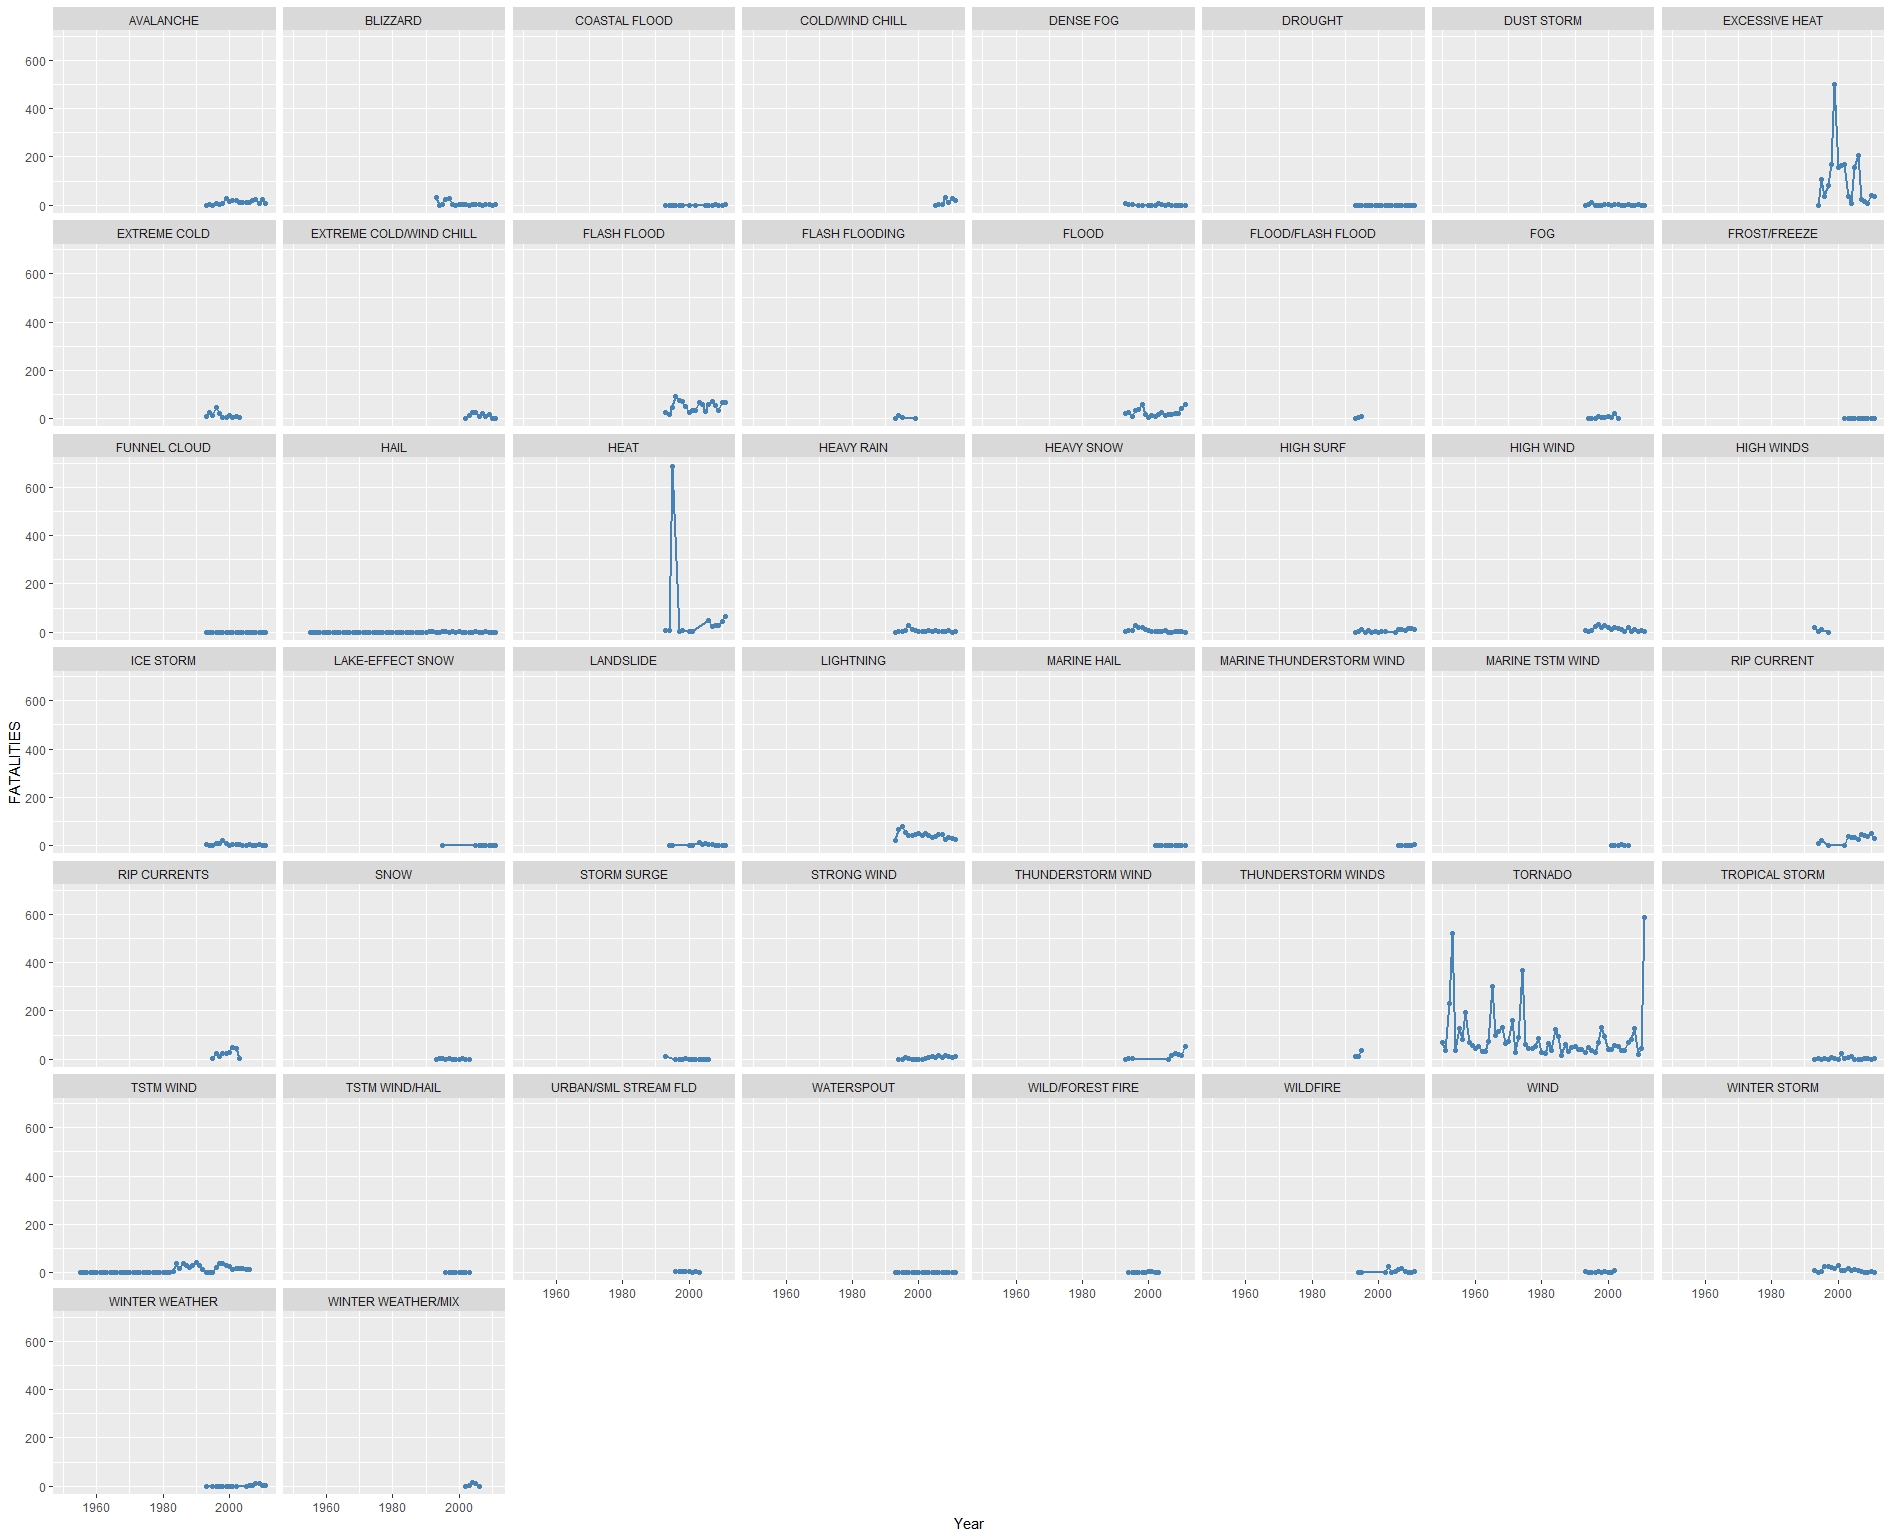 AVALANCHE BLIZZARD COASTAL FLOOD COLD/WIND CHILL DENSE FOG DROUGHT DUST STORM EXCESSIVE HEAT
600
400
200
0
EXTREME COLD EXTREME COLD/WIND CHILL FLASH FLOOD FLASH FLOODING FLOOD FLOOD/FLASH FLOOD FOG FROST/FREEZE
600
400
200
0
FUNNEL CLOUD HAIL HEAT HEAVY RAIN HEAVY SNOW HIGH SURF HIGH WIND HIGH WINDS
600
400
200
0
ICE STORM LAKE-EFFECT SNOW LANDSLIDE LIGHTNING MARINE HAIL MARINE THUNDERSTORM WIND MARINE TSTM WIND RIP CURRENT
600
400
200
0
FATALITIES
RIP CURRENTS SNOW STORM SURGE STRONG WIND THUNDERSTORM WIND THUNDERSTORM WINDS TORNADO TROPICAL STORM
600
400
200
0
TSTM WIND TSTM WIND/HAIL URBAN/SML STREAM FLD WATERSPOUT WILD/FOREST FIRE WILDFIRE WIND WINTER STORM
600
400
200
0
1960 1980 2000 1960 1980 2000 1960 1980 2000 1960 1980 2000 1960 1980 2000 1960 1980 2000
WINTER WEATHER WINTER WEATHER/MIX
600
400
200
0
1960 1980 2000 1960 1980 2000
Year